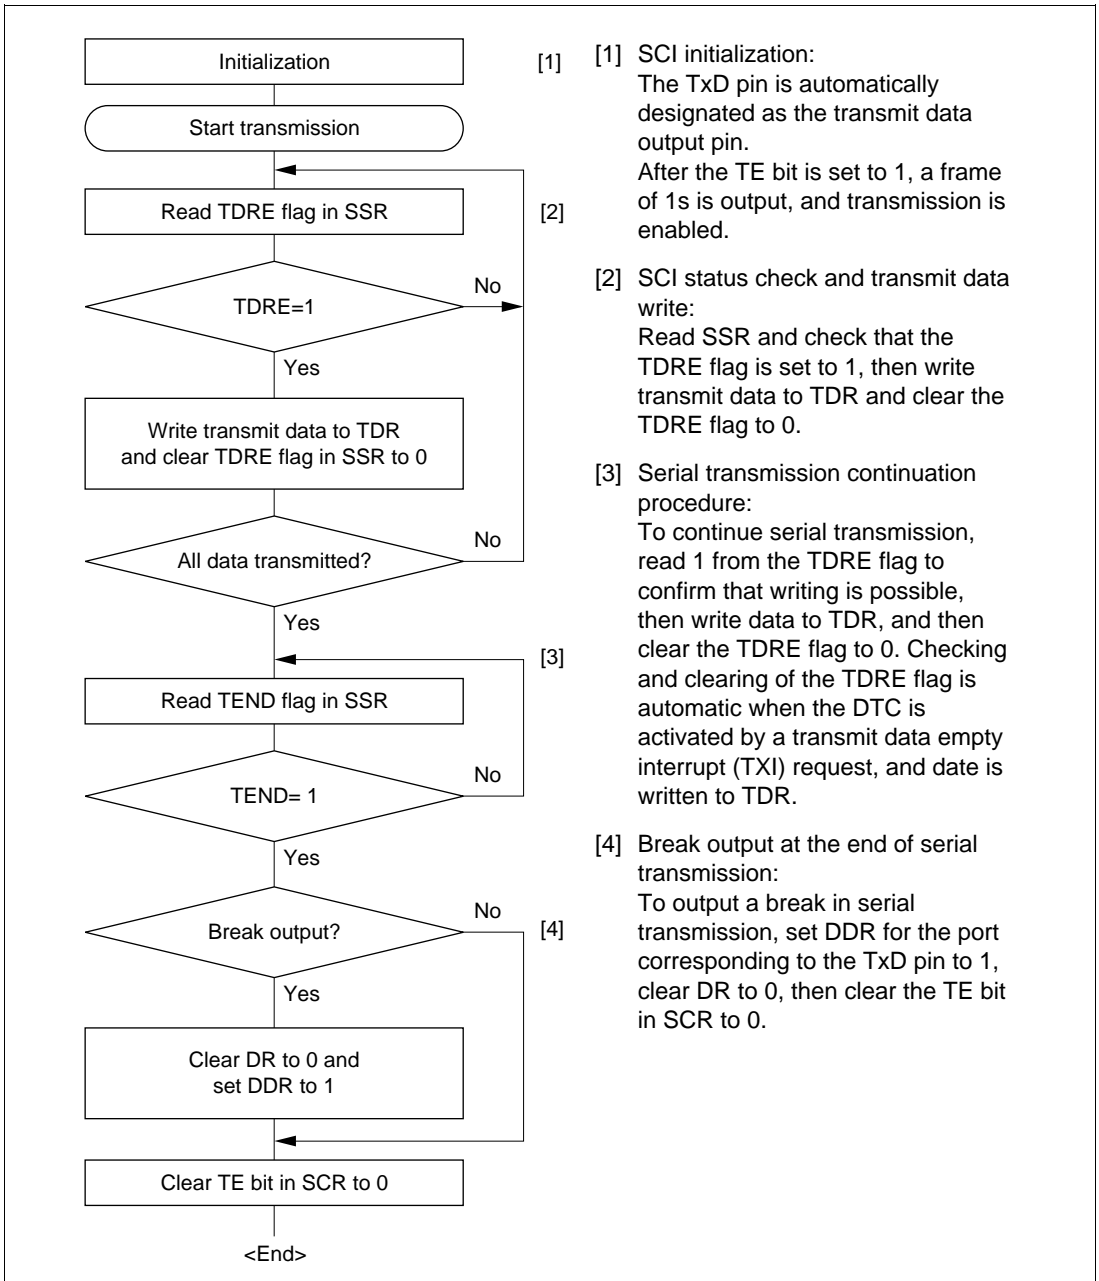 Initialization
[1]
Start transmission
Read TDRE flag in SSR
[2]
TDRE=1
No
Yes
Write transmit data to TDR
and clear TDRE flag in SSR to 0
All data transmitted?
No
Yes
[3]
Read TEND flag in SSR
TEND= 1
No
Yes
Break output?
No
[4]
Yes
Clear DR to 0 and
set DDR to 1
Clear TE bit in SCR to 0
<End>
[1] SCI initialization:
The TxD pin is automatically
designated as the transmit data
output pin.
After the TE bit is set to 1, a frame
of 1s is output, and transmission is
enabled.
[2] SCI status check and transmit data
write:
Read SSR and check that the
TDRE flag is set to 1, then write
transmit data to TDR and clear the
TDRE flag to 0.
[3] Serial transmission continuation
procedure:
To continue serial transmission,
read 1 from the TDRE flag to
confirm that writing is possible,
then write data to TDR, and then
clear the TDRE flag to 0. Checking
and clearing of the TDRE flag is
automatic when the DTC is
activated by a transmit data empty
interrupt (TXI) request, and date is
written to TDR.
[4] Break output at the end of serial
transmission:
To output a break in serial
transmission, set DDR for the port
corresponding to the TxD pin to 1,
clear DR to 0, then clear the TE bit
in SCR to 0.